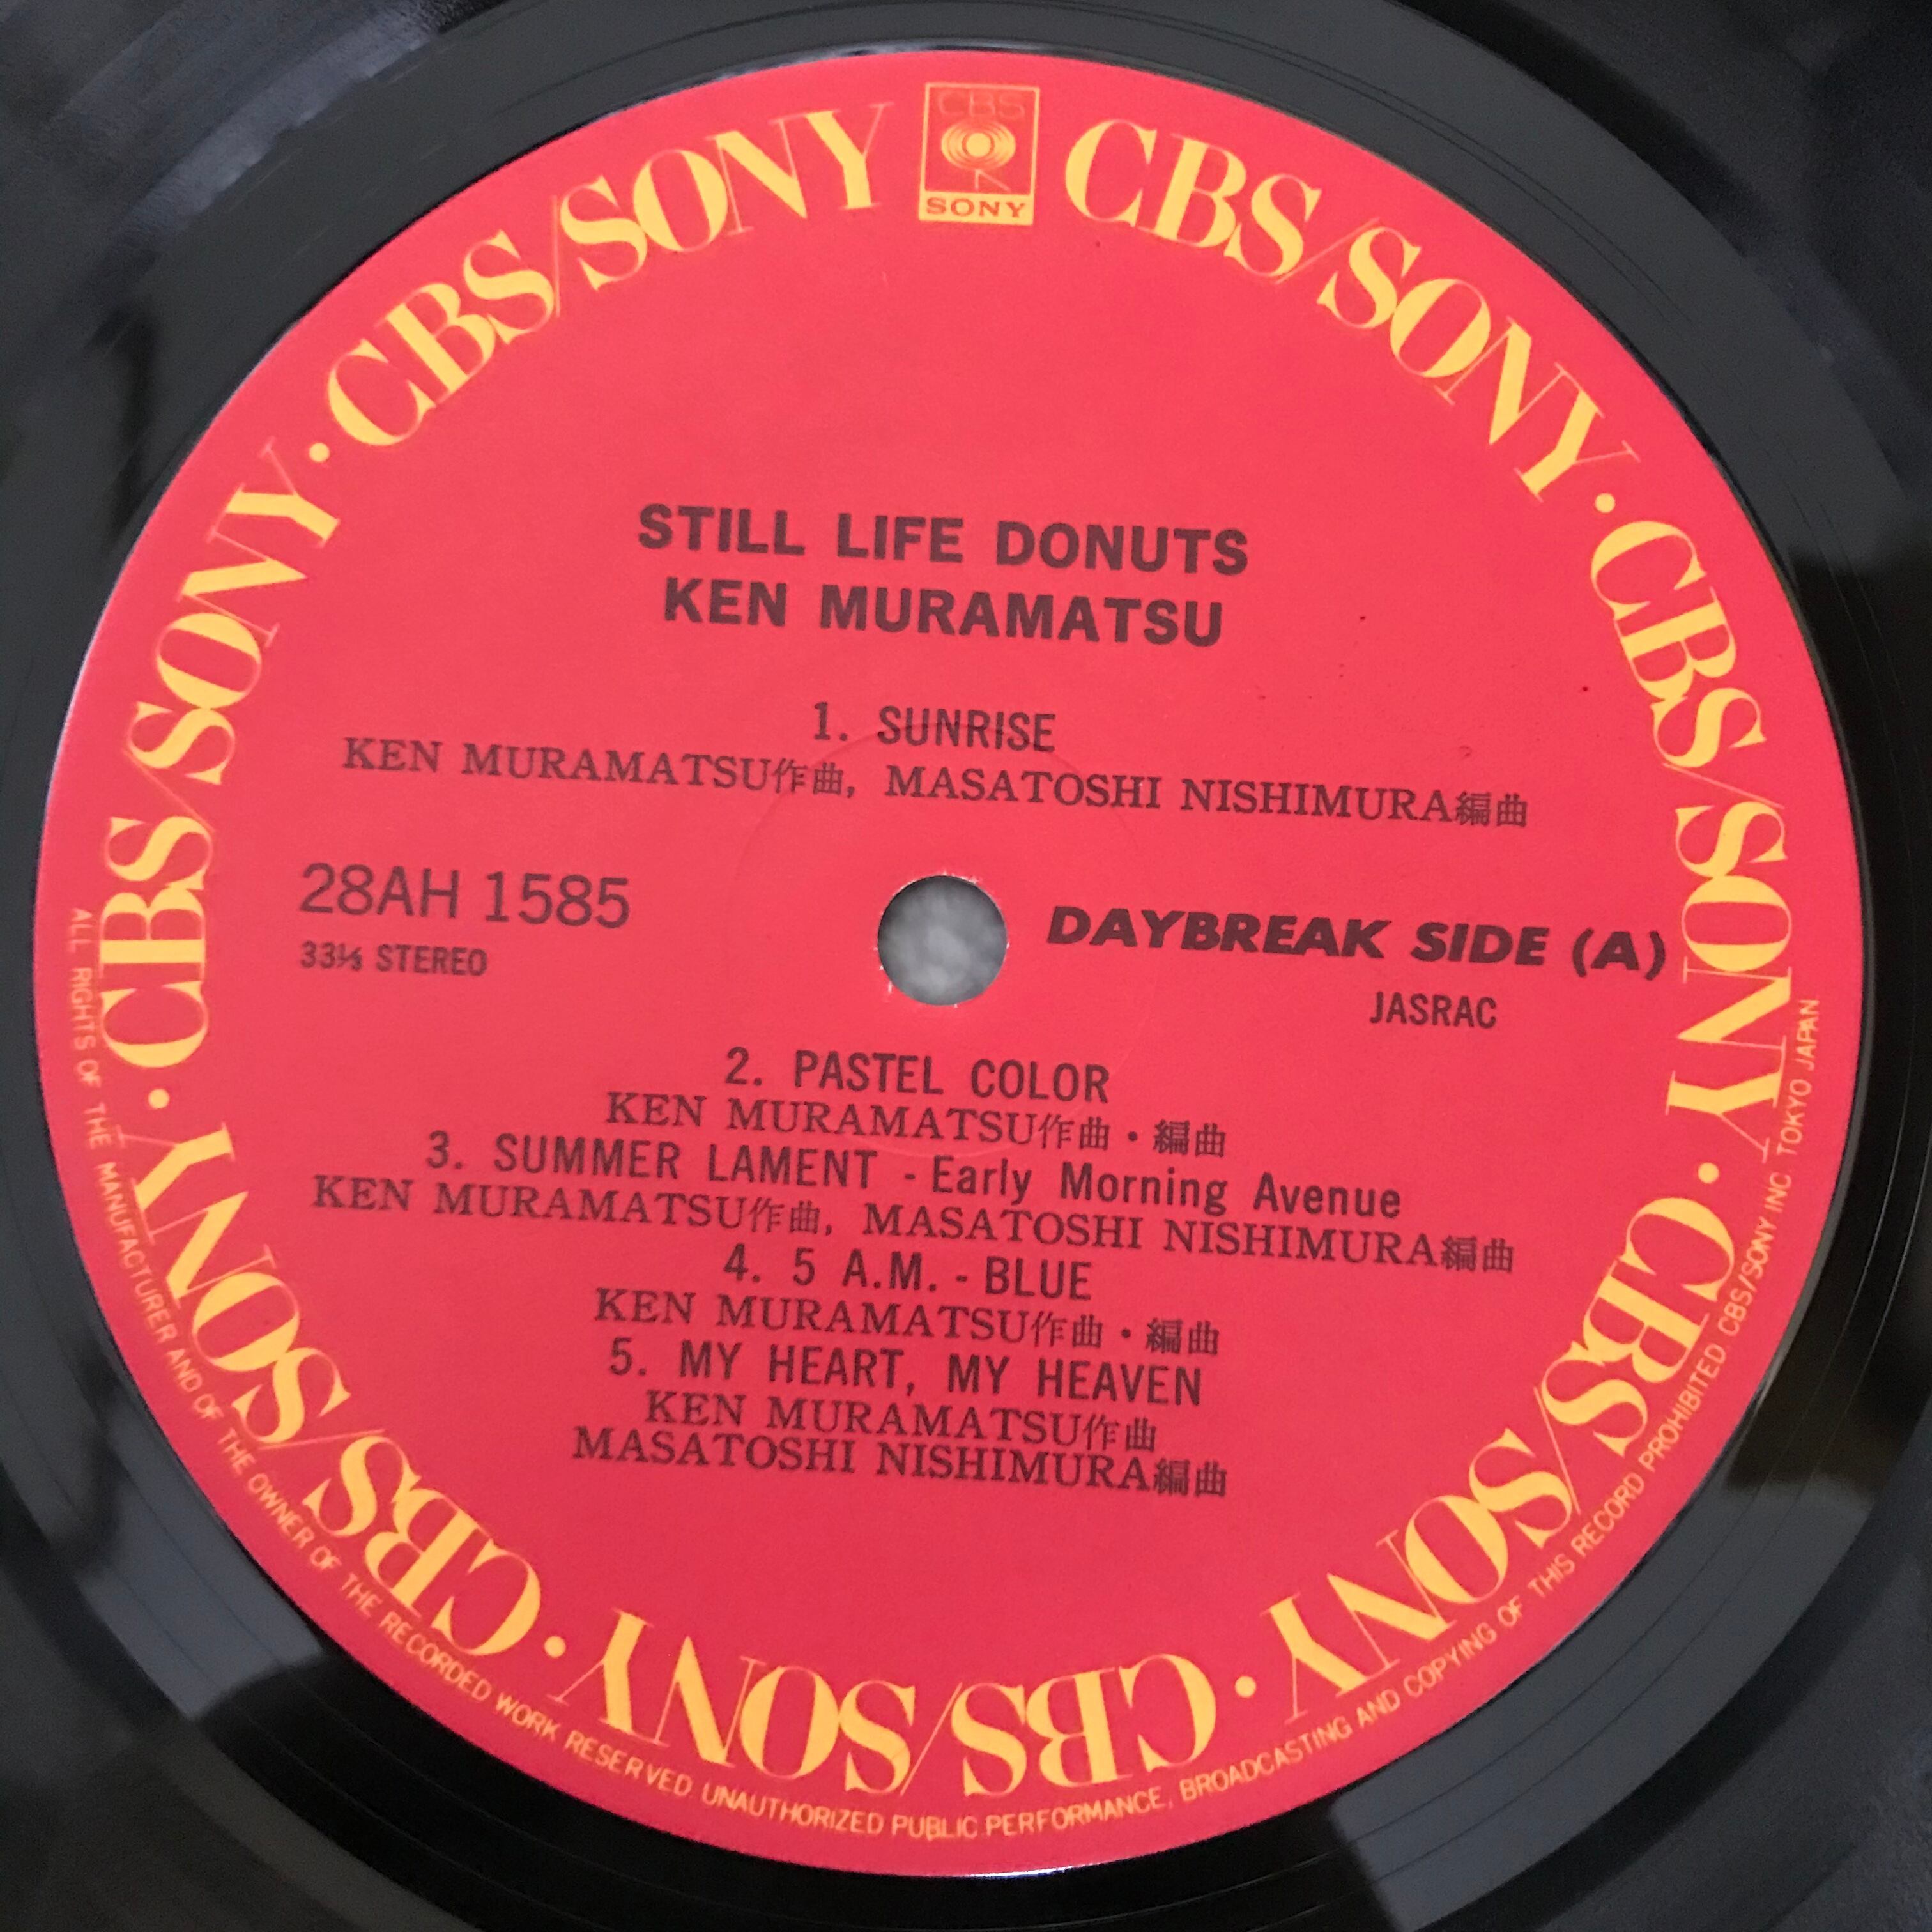 CBS
SONY
CBS/SONY · CBS/SONY · CBS/SONY · CBS/SONY · CBS/SONY · CBS/SONY · CBS/SONY
STILL LIFE DONUTS
KEN MURAMATSU
1. SUNRISE
KEN MURAMATSU作曲, MASATOSHI NISHIMURA編曲
28AH 1585
33⅓ STEREO
DAYBREAK SIDE (A)
JASRAC
2. PASTEL COLOR
KEN MURAMATSU作曲・編曲
3. SUMMER LAMENT - Early Morning Avenue
KEN MURAMATSU作曲, MASATOSHI NISHIMURA編曲
4. 5 A.M. - BLUE
KEN MURAMATSU作曲・編曲
5. MY HEART, MY HEAVEN
KEN MURAMATSU作曲
MASATOSHI NISHIMURA編曲
ALL RIGHTS OF THE MANUFACTURER AND OF THE OWNER OF THE RECORDED WORK RESERVED. UNAUTHORIZED PUBLIC PERFORMANCE, BROADCASTING AND COPYING OF THIS RECORD PROHIBITED. CBS/SONY INC. TOKYO JAPAN